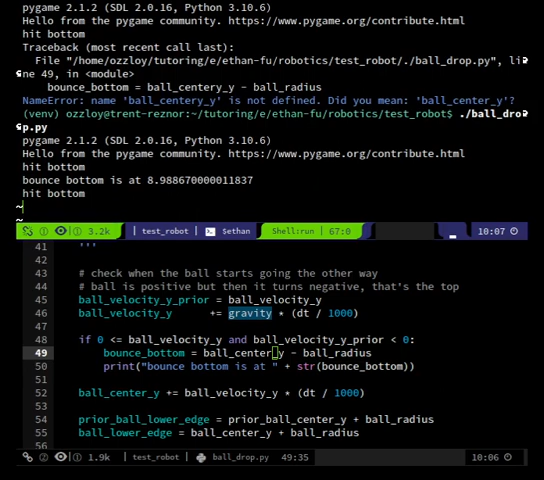 pygame 2.1.2 (SDL 2.0.16, Python 3.10.6)
Hello from the pygame community. https://www.pygame.org/contribute.html
hit bottom
Traceback (most recent call last):
File "/home/ozzloy/tutoring/e/ethan-fu/robotics/test_robot/./ball_drop.py", li
ne 49, in <module>
bounce_bottom = ball_centery_y - ball_radius
NameError: name 'ball_centery_y' is not defined. Did you mean: 'ball_center_y'?
(venv) ozzloy@trent-reznor:~/tutoring/e/ethan-fu/robotics/test_robot$ ./ball_dro
p.py
pygame 2.1.2 (SDL 2.0.16, Python 3.10.6)
Hello from the pygame community. https://www.pygame.org/contribute.html
hit bottom
bounce bottom is at 8.988670000011837
hit bottom
~
~
① 3.2k | test_robot | $ethan Shell:run | 67:0 10:07
41 '''
42
43 # check when the ball starts going the other way
44 # ball is positive but then it turns negative, that's the top
45 ball_velocity_y_prior = ball_velocity_y
46 ball_velocity_y += gravity * (dt / 1000)
47
48 if 0 <= ball_velocity_y and ball_velocity_y_prior < 0:
49 bounce_bottom = ball_center_y - ball_radius
50 print("bounce bottom is at " + str(bounce_bottom))
51
52 ball_center_y += ball_velocity_y * (dt / 1000)
53
54 prior_ball_lower_edge = prior_ball_center_y + ball_radius
55 ball_lower_edge = ball_center_y + ball_radius
56
② ① 1.9k | test_robot | ball_drop.py 49:35 10:06